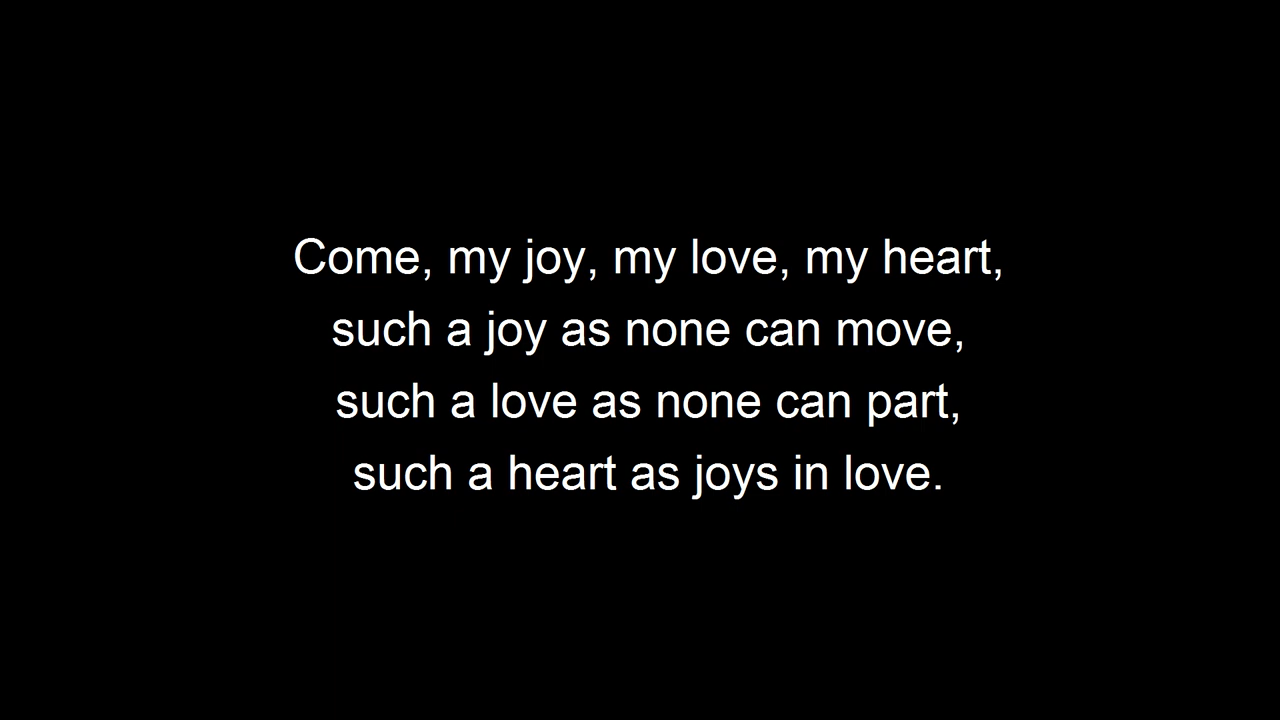 Come, my joy, my love, my heart,
such a joy as none can move,
such a love as none can part,
such a heart as joys in love.